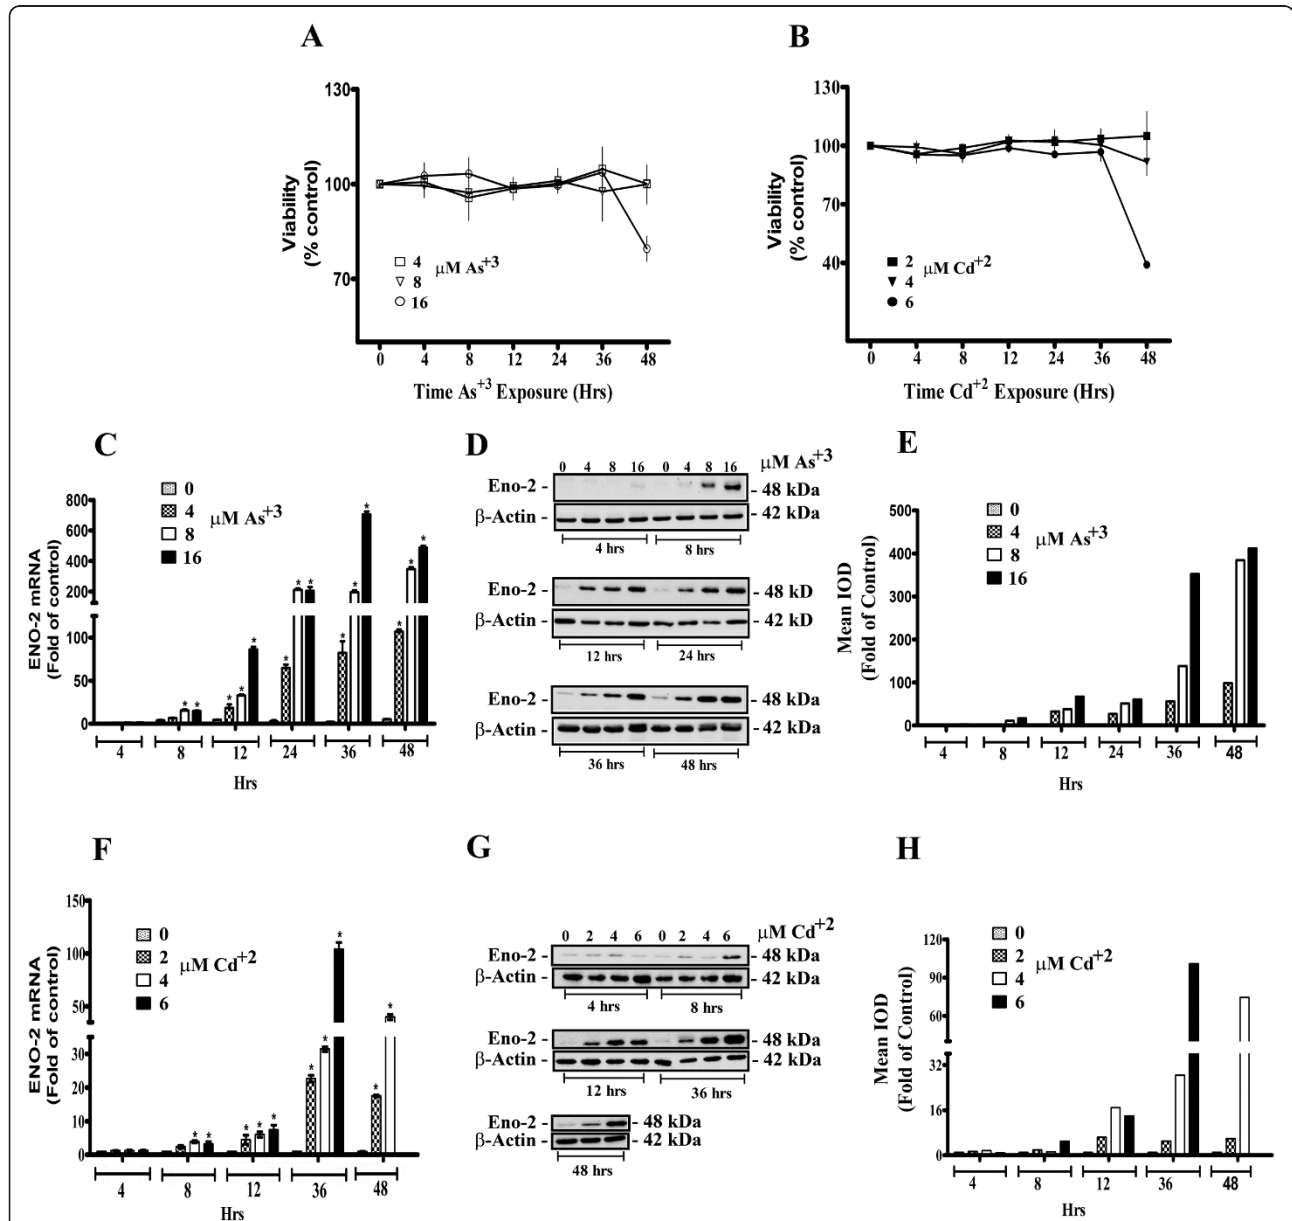 A
130
100
70
Viability
(% control)
4
8
16
μM As+3
0 4 8 12 24 36 48
Time As+3 Exposure (Hrs)
B
130
100
70
40
Viability
(% control)
2
4
6
μM Cd+2
0 4 8 12 24 36 48
Time Cd+2 Exposure (Hrs)
C
0
4
8
16
μM As+3
800
600
400
200
100
50
0
ENO-2 mRNA
(Fold of control)
* * * * * * * * * * * * * *
4 8 12 24 36 48
Hrs
D
0 4 8 16 0 4 8 16 μM As+3
Eno-2 - - 48 kDa
β-Actin - - 42 kDa
4 hrs 8 hrs
Eno-2 - - 48 kD
β-Actin - - 42 kD
12 hrs 24 hrs
Eno-2 - - 48 kDa
β-Actin - - 42 kDa
36 hrs 48 hrs
E
0
4
8
16
μM As+3
500
400
300
200
100
0
Mean IOD
(Fold of Control)
4 8 12 24 36 48
Hrs
F
0
2
4
6
μM Cd+2
150
100
50
30
20
10
0
ENO-2 mRNA
(Fold of control)
* * * * * * * * * *
4 8 12 36 48
Hrs
G
0 2 4 6 0 2 4 6 μM Cd+2
Eno-2 - - 48 kDa
β-Actin - - 42 kDa
4 hrs 8 hrs
Eno-2 - - 48 kDa
β-Actin - - 42 kDa
12 hrs 36 hrs
Eno-2 - - 48 kDa
β-Actin - - 42 kDa
48 hrs
H
0
2
4
6
μM Cd+2
120
90
60
32
16
0
Mean IOD
(Fold of Control)
4 8 12 36 48
Hrs